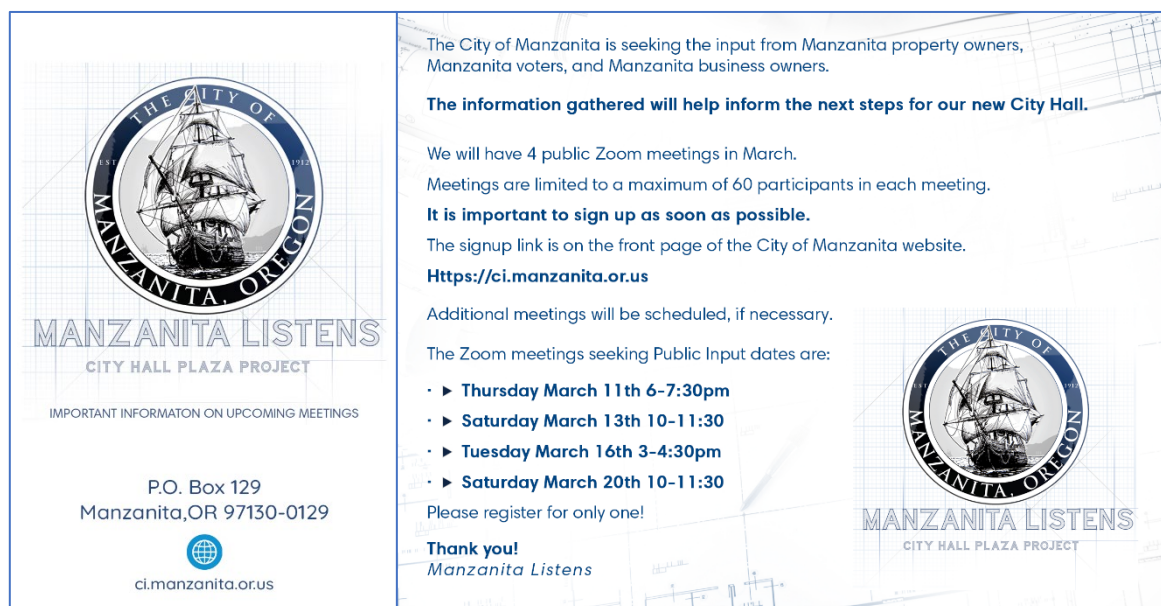 THE CITY OF
EST 1912
MANZANITA, OREGON
MANZANITA LISTENS
CITY HALL PLAZA PROJECT
IMPORTANT INFORMATON ON UPCOMING MEETINGS
P.O. Box 129
Manzanita,OR 97130-0129
ci.manzanita.or.us
The City of Manzanita is seeking the input from Manzanita property owners,
Manzanita voters, and Manzanita business owners.
The information gathered will help inform the next steps for our new City Hall.
We will have 4 public Zoom meetings in March.
Meetings are limited to a maximum of 60 participants in each meeting.
It is important to sign up as soon as possible.
The signup link is on the front page of the City of Manzanita website.
Https://ci.manzanita.or.us
Additional meetings will be scheduled, if necessary.
The Zoom meetings seeking Public Input dates are:
· ► Thursday March 11th 6-7:30pm
· ► Saturday March 13th 10-11:30
· ► Tuesday March 16th 3-4:30pm
· ► Saturday March 20th 10-11:30
Please register for only one!
Thank you!
Manzanita Listens
THE CITY OF
EST 1912
MANZANITA, OREGON
MANZANITA LISTENS
CITY HALL PLAZA PROJECT